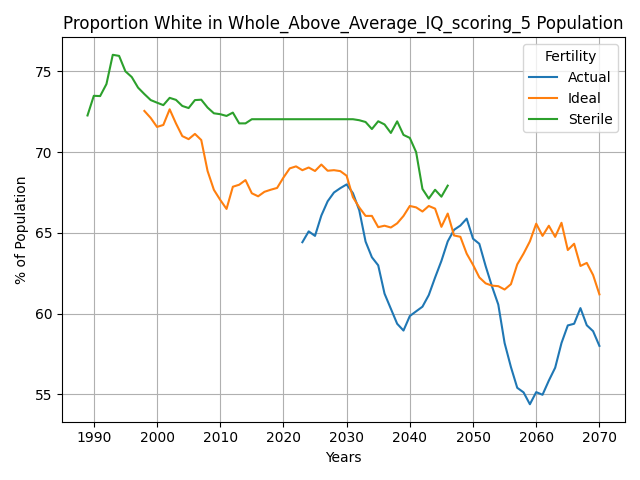 Proportion White in Whole_Above_Average_IQ_scoring_5 Population
Fertility
Actual
Ideal
Sterile
% of Population
75
70
65
60
55
1990 2000 2010 2020 2030 2040 2050 2060 2070
Years